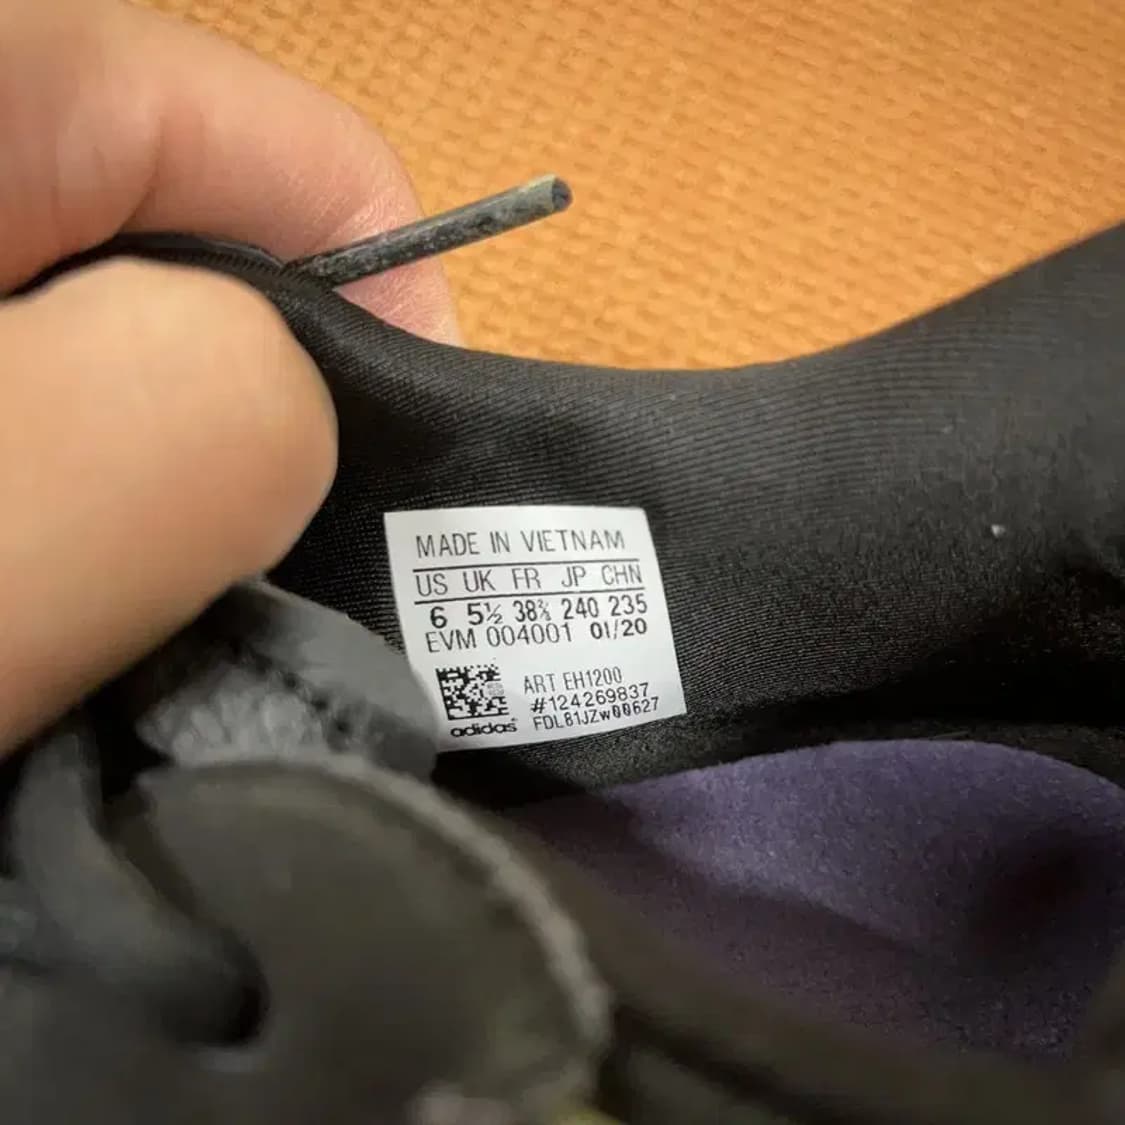 MADE IN VIETNAM
US UK FR JP CHN
6 5½ 38⅔ 240 235
EVM 004001 01/20
ART EH1200
#124269837
FDL81JZw00627
adidas